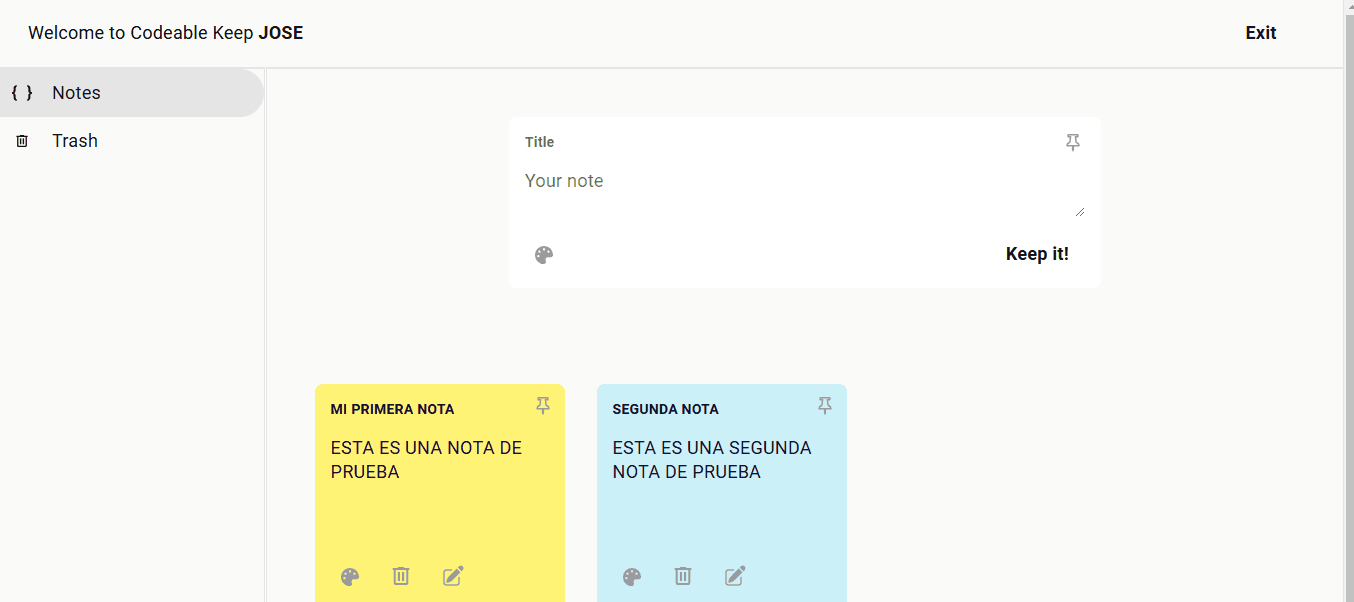 Welcome to Codeable Keep JOSE
Exit
{ } Notes
Trash
Title
Your note
Keep it!
MI PRIMERA NOTA
ESTA ES UNA NOTA DE
PRUEBA
SEGUNDA NOTA
ESTA ES UNA SEGUNDA
NOTA DE PRUEBA